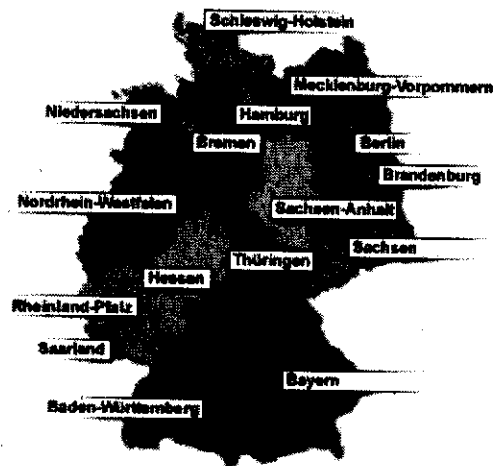 Schleswig-Holstein
Mecklenburg-Vorpommern
Niedersachsen
Hamburg
Bremen
Berlin
Brandenburg
Nordrhein-Westfalen
Sachsen-Anhalt
Sachsen
Thüringen
Hessen
Rheinland-Pfalz
Saarland
Bayern
Baden-Württemberg